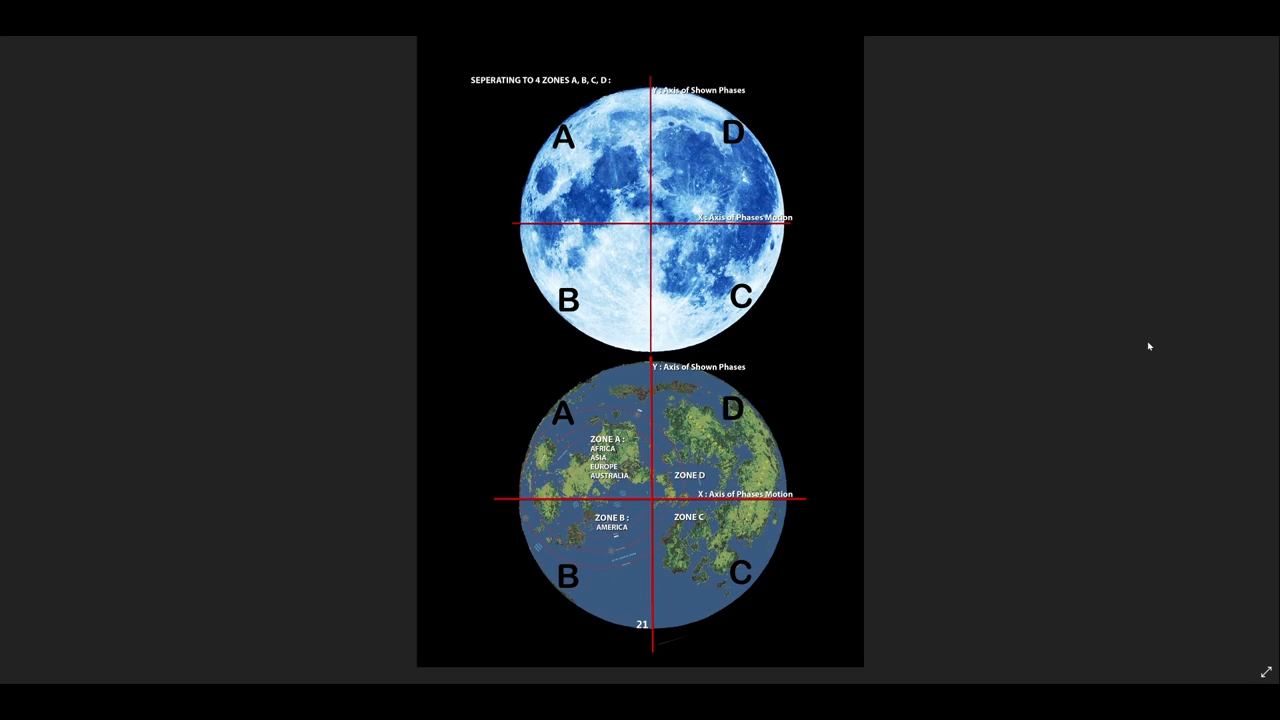 SEPERATING TO 4 ZONES A, B, C, D :
Y : Axis of Shown Phases
A
D
X : Axis of Phases Motion
B
C
Y : Axis of Shown Phases
A
D
ZONE A :
AFRICA
ASIA
EUROPE
AUSTRALIA
ZONE D
X : Axis of Phases Motion
ZONE B :
AMERICA
ZONE C
B
C
21